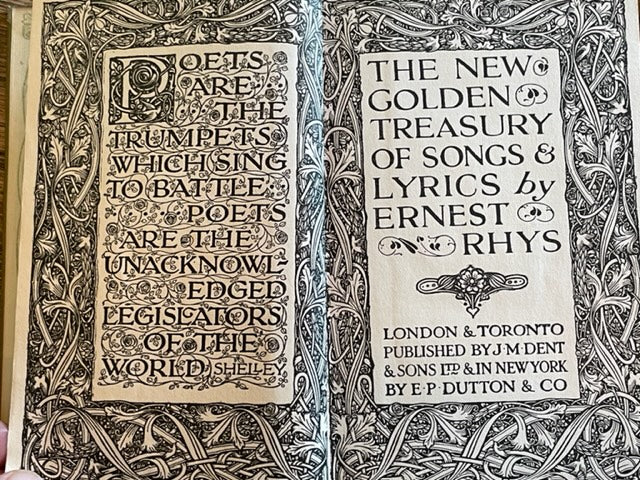 POETS
ARE
THE
TRUMPETS
WHICH SING
TO BATTLE:
POETS
ARE THE
UNACKNOWL-
EDGED
LEGISLATORS
OF THE
WORLD SHELLEY
THE NEW
GOLDEN
TREASURY
OF SONGS &
LYRICS by
ERNEST
RHYS
LONDON & TORONTO
PUBLISHED BY J·M·DENT
& SONS LTD & IN NEW YORK
BY E·P·DUTTON & CO